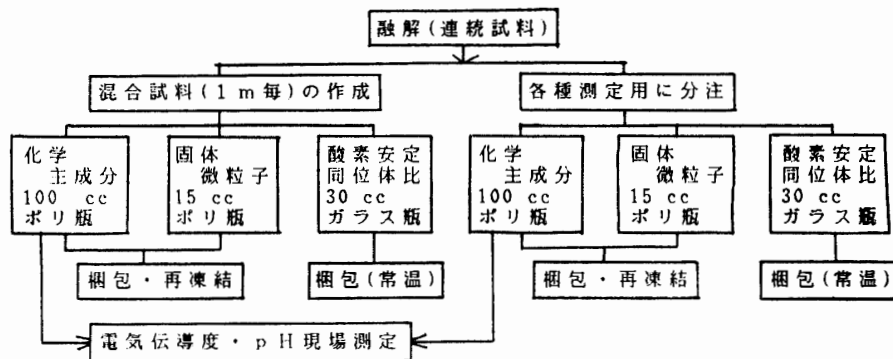 融解(連続試料)
混合試料(1m毎)の作成
各種測定用に分注
化学
主成分
100 cc
ポリ瓶
固体
微粒子
15 cc
ポリ瓶
酸素安定
同位体比
30 cc
ガラス瓶
化学
主成分
100 cc
ポリ瓶
固体
微粒子
15 cc
ポリ瓶
酸素安定
同位体比
30 cc
ガラス瓶
梱包・再凍結
梱包(常温)
梱包・再凍結
梱包(常温)
電気伝導度・pH現場測定